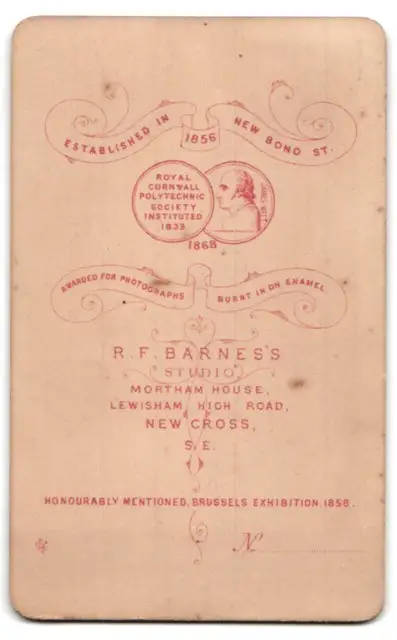 ESTABLISHED IN 1856 NEW BOND ST.
ROYAL
CORNWALL
POLYTECHNIC
SOCIETY
INSTITUTED
1833
1868
AWARDED FOR PHOTOGRAPHS BURNT IN ON ENAMEL
R. F. BARNES'S
STUDIO
MORTHAM HOUSE,
LEWISHAM HIGH ROAD,
NEW CROSS,
S.E.
HONOURABLY MENTIONED, BRUSSELS EXHIBITION, 1856.
No